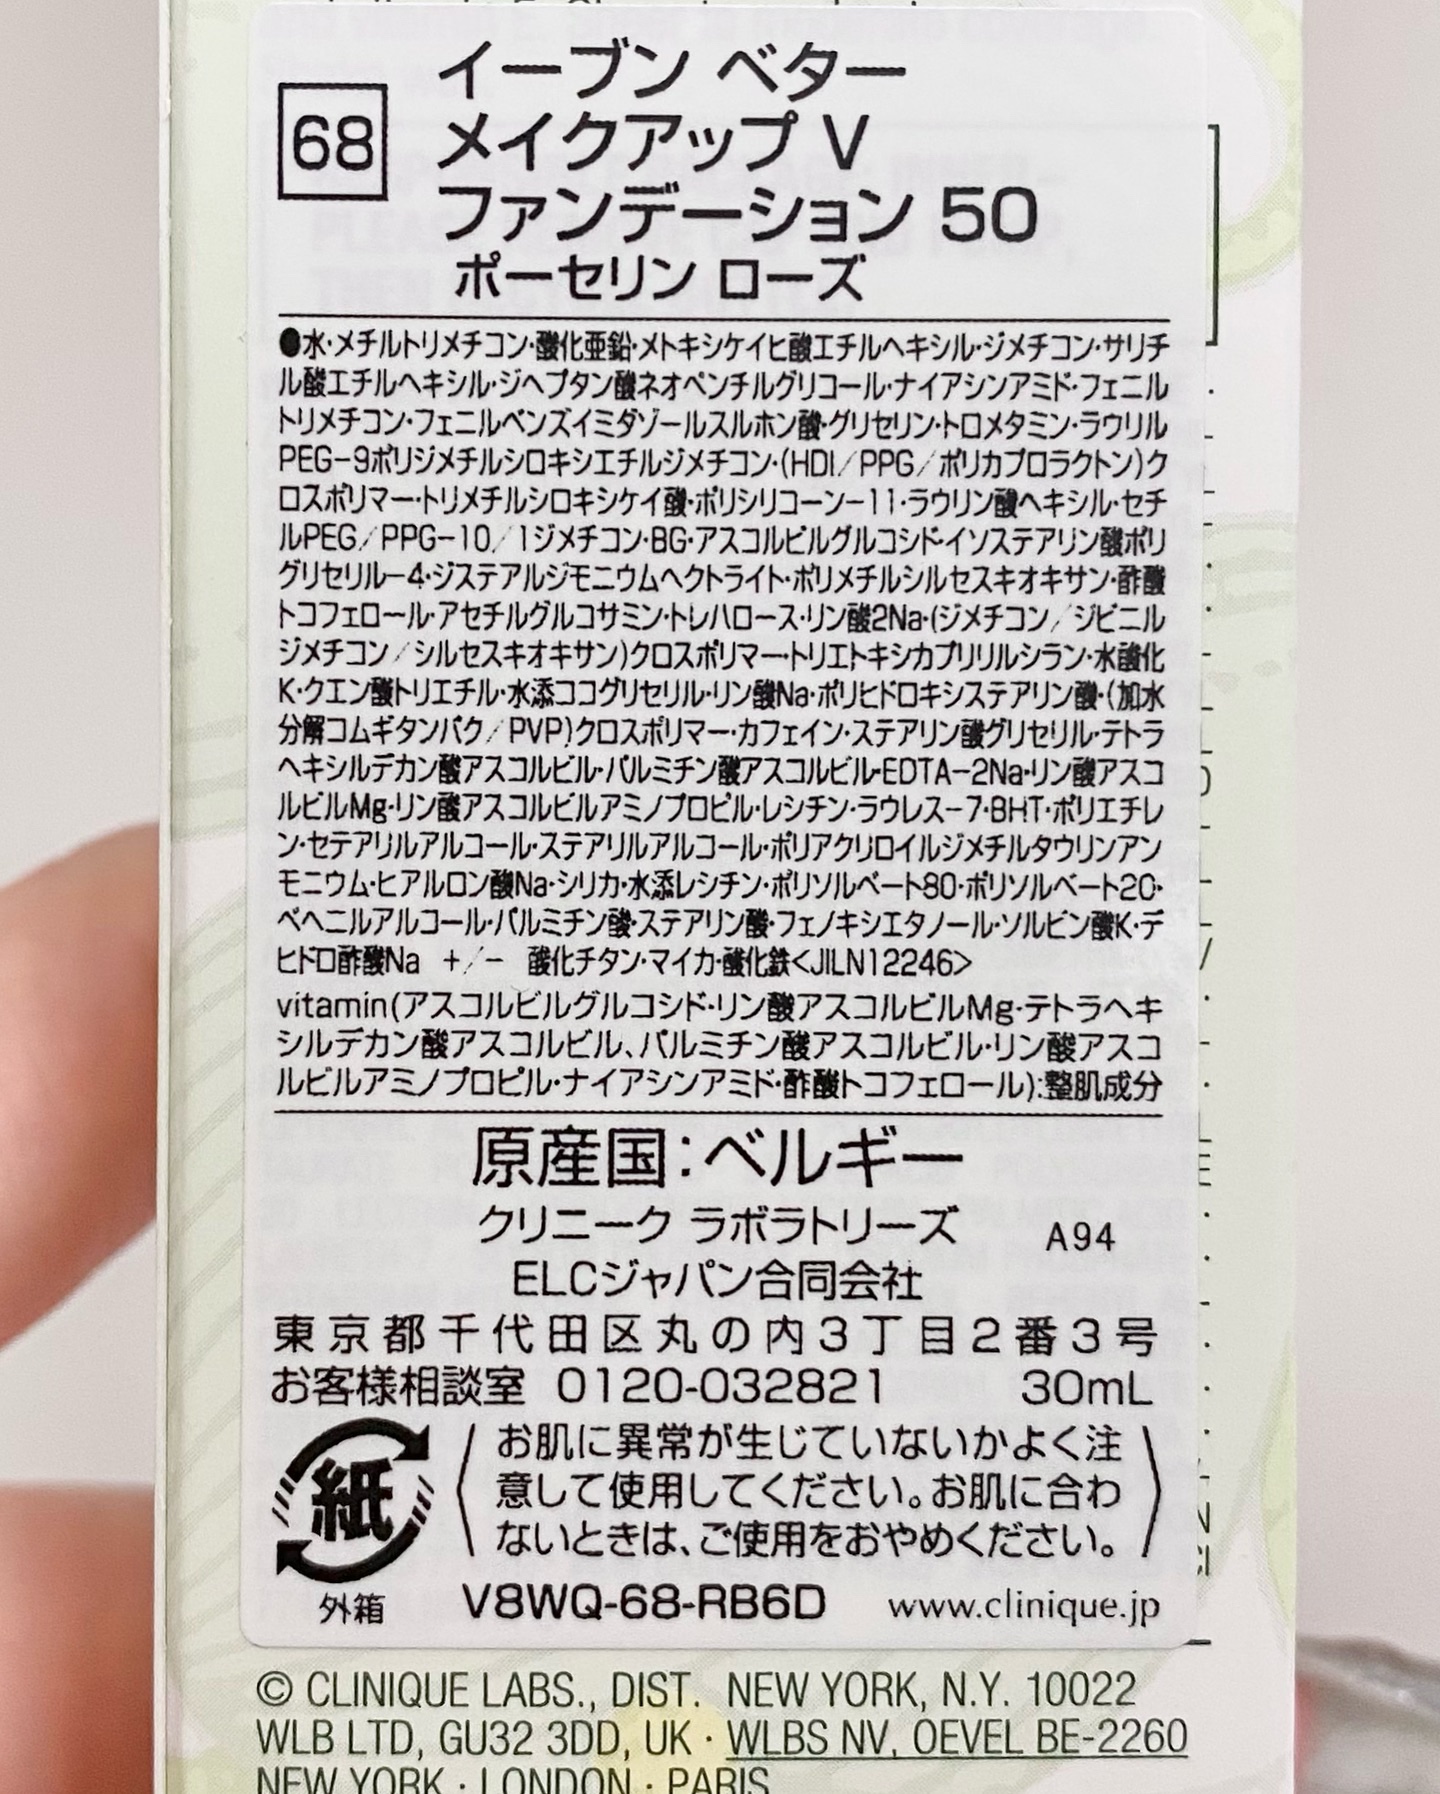 68
イーブン ベター
メイクアップ V
ファンデーション 50
ポーセリン ローズ
●水・メチルトリメチコン・酸化亜鉛・メトキシケイヒ酸エチルヘキシル・ジメチコン・サリチ
ル酸エチルヘキシル・ジヘプタン酸ネオペンチルグリコール・ナイアシンアミド・フェニル
トリメチコン・フェニルベンズイミダゾールスルホン酸・グリセリン・トロメタミン・ラウリル
PEG-9ポリジメチルシロキシエチルジメチコン・(HDI/PPG/ポリカプロラクトン)ク
ロスポリマー・トリメチルシロキシケイ酸・ポリシリコーン-11・ラウリン酸ヘキシル・セチ
ルPEG/PPG-10/1ジメチコン・BG・アスコルビルグルコシド・イソステアリン酸ポリ
グリセリル-4・ジステアルジモニウムヘクトライト・ポリメチルシルセスキオキサン・酢酸
トコフェロール・アセチルグルコサミン・トレハロース・リン酸2Na・(ジメチコン/ジビニル
ジメチコン/シルセスキオキサン)クロスポリマー・トリエトキシカプリリルシラン・水酸化
K・クエン酸トリエチル・水添ココグリセリル・リン酸Na・ポリヒドロキシステアリン酸・(加水
分解コムギタンパク/PVP)クロスポリマー・カフェイン・ステアリン酸グリセリル・テトラ
ヘキシルデカン酸アスコルビル・パルミチン酸アスコルビル・EDTA-2Na・リン酸アスコ
ルビルMg・リン酸アスコルビルアミノプロピル・レシチン・ラウレス-7・BHT・ポリエチレ
ン・セテアリルアルコール・ステアリルアルコール・ポリアクリロイルジメチルタウリンアン
モニウム・ヒアルロン酸Na・シリカ・水添レシチン・ポリソルベート80・ポリソルベート20・
ベヘニルアルコール・パルミチン酸・ステアリン酸・フェノキシエタノール・ソルビン酸K・デ
ヒドロ酢酸Na +/- 酸化チタン・マイカ・酸化鉄<JILN12246>
vitamin(アスコルビルグルコシド・リン酸アスコルビルMg・テトラヘキ
シルデカン酸アスコルビル、パルミチン酸アスコルビル・リン酸アスコ
ルビルアミノプロピル・ナイアシンアミド・酢酸トコフェロール):整肌成分
原産国:ベルギー
クリニーク ラボラトリーズ A94
ELCジャパン合同会社
東京都千代田区丸の内3丁目2番3号
お客様相談室 0120-032821 30mL
紙
外箱
お肌に異常が生じていないかよく注
意して使用してください。お肌に合わ
ないときは、ご使用をおやめください。
V8WQ-68-RB6D www.clinique.jp
© CLINIQUE LABS., DIST. NEW YORK, N.Y. 10022
WLB LTD, GU32 3DD, UK · WLBS NV, OEVEL BE-2260
NEW YORK · LONDON · PARIS